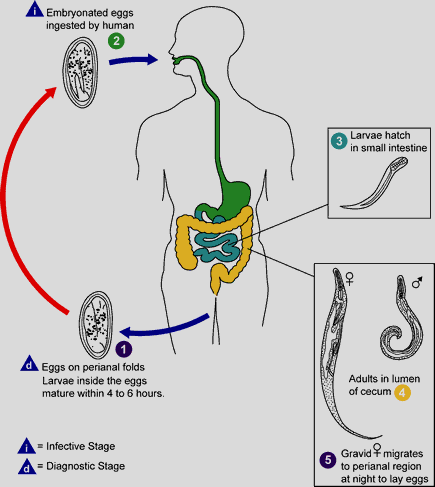 i Embryonated eggs
ingested by human
2
3 Larvae hatch
in small intestine
♀ ♂
1
d Eggs on perianal folds
Larvae inside the eggs
mature within 4 to 6 hours.
Adults in lumen
of cecum 4
5 Gravid ♀ migrates
to perianal region
at night to lay eggs
i = Infective Stage
d = Diagnostic Stage